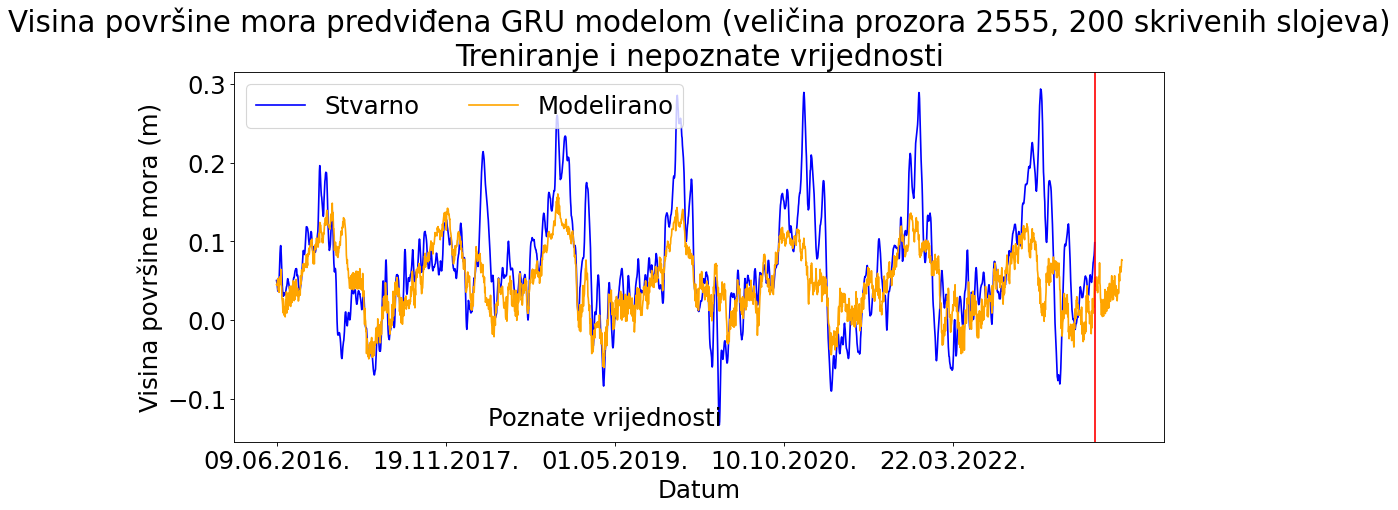 Visina površine mora predviđena GRU modelom (veličina prozora 2555, 200 skrivenih slojeva)
Treniranje i nepoznate vrijednosti
Stvarno Modelirano
Visina površine mora (m)
0.3
0.2
0.1
0.0
−0.1
Poznate vrijednosti
09.06.2016. 19.11.2017. 01.05.2019. 10.10.2020. 22.03.2022.
Datum